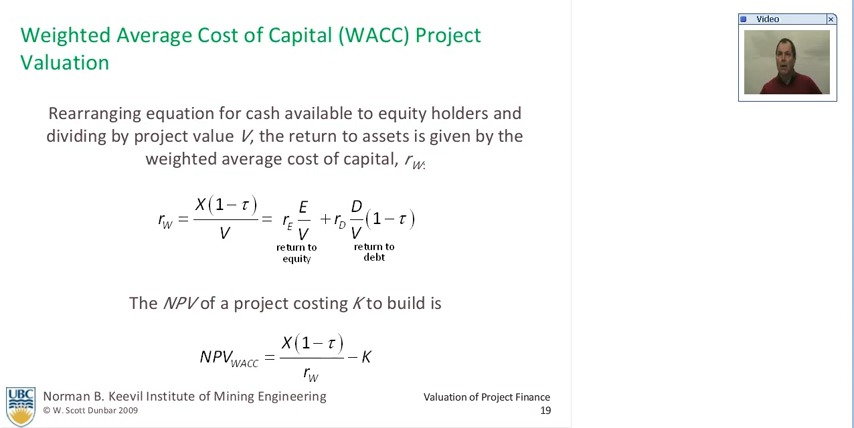 Weighted Average Cost of Capital (WACC) Project
Valuation
Video
Rearranging equation for cash available to equity holders and
dividing by project value V, the return to assets is given by the
weighted average cost of capital, r_W:
r_W = X(1 − τ) / V = r_E E/V + r_D D/V (1 − τ)
return to equity
return to debt
The NPV of a project costing K to build is
NPV_WACC = X(1 − τ) / r_W − K
UBC
Norman B. Keevil Institute of Mining Engineering
© W. Scott Dunbar 2009
Valuation of Project Finance
19